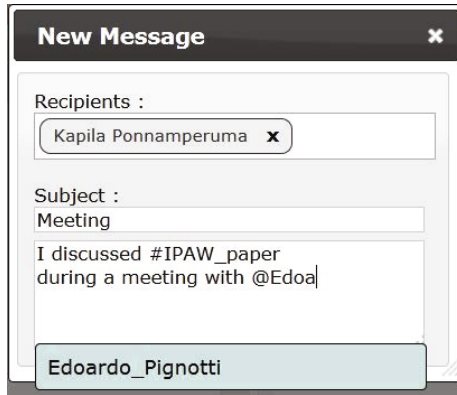 New Message x
Recipients :
Kapila Ponnamperuma x
Subject :
Meeting
I discussed #IPAW_paper
during a meeting with @Edoa
Edoardo_Pignotti